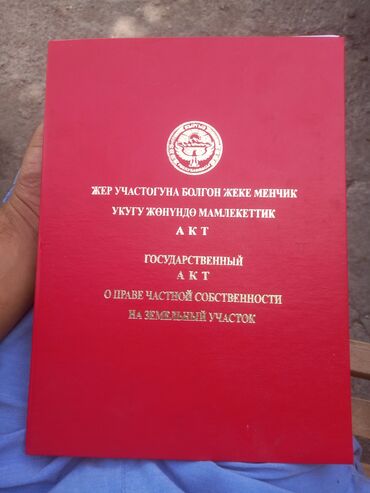 ЖЕР УЧАСТОГУНА БОЛГОН ЖЕКЕ МЕНЧИК
УКУГУ ЖӨНҮНДӨ МАМЛЕКЕТТИК
АКТ
ГОСУДАРСТВЕННЫЙ
АКТ
О ПРАВЕ ЧАСТНОЙ СОБСТВЕННОСТИ
НА ЗЕМЕЛЬНЫЙ УЧАСТОК